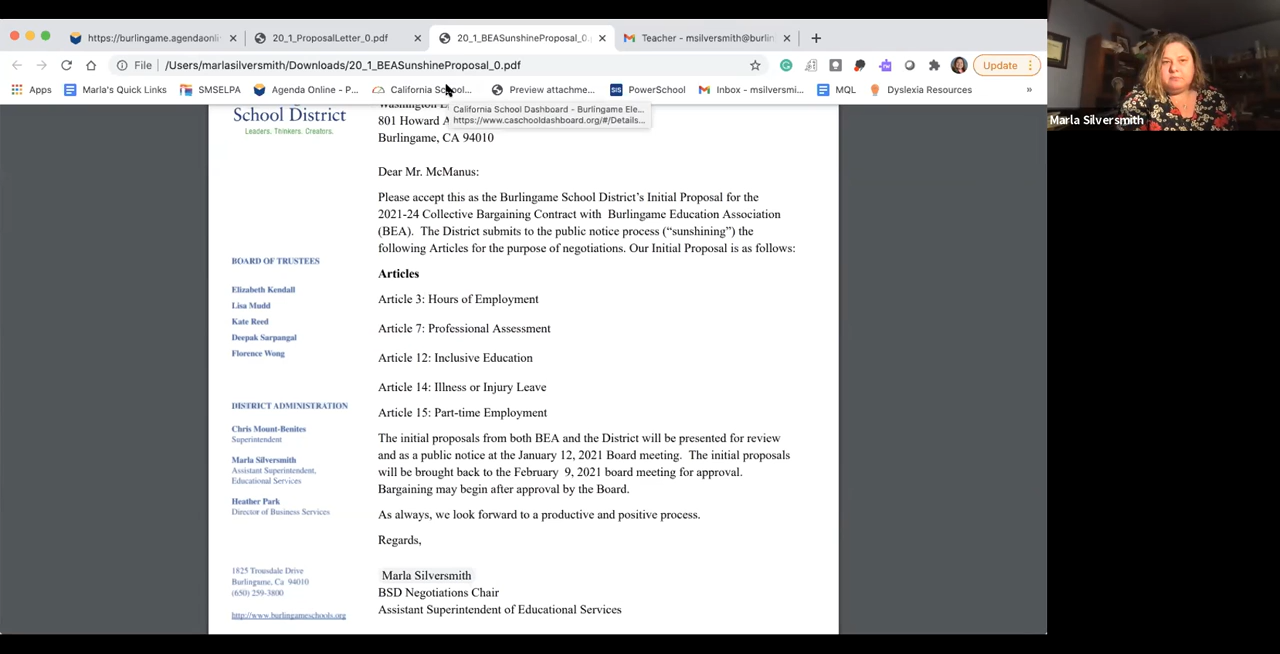 https://burlingame.agendaonli
20_1_ProposalLetter_0.pdf
20_1_BEASunshineProposal_0.
Teacher - msilversmith@burlin
File
/Users/marlasilversmith/Downloads/20_1_BEASunshineProposal_0.pdf
Update
Apps
Marla's Quick Links
SMSELPA
Agenda Online - P...
California School...
Preview attachme...
SIS
PowerSchool
Inbox - msilversmi...
MQL
Dyslexia Resources
»
California School Dashboard - Burlingame Ele...
https://www.caschooldashboard.org/#/Details...
Marla Silversmith
School District
Leaders. Thinkers. Creators.
BOARD OF TRUSTEES
Elizabeth Kendall
Lisa Mudd
Kate Reed
Deepak Sarpangal
Florence Wong
DISTRICT ADMINISTRATION
Chris Mount-Benites
Superintendent
Marla Silversmith
Assistant Superintendent,
Educational Services
Heather Park
Director of Business Services
1825 Trousdale Drive
Burlingame, Ca 94010
(650) 259-3800
http://www.burlingameschools.org
Washington E
801 Howard A
Burlingame, CA 94010
Dear Mr. McManus:
Please accept this as the Burlingame School District's Initial Proposal for the
2021-24 Collective Bargaining Contract with Burlingame Education Association
(BEA). The District submits to the public notice process ("sunshining") the
following Articles for the purpose of negotiations. Our Initial Proposal is as follows:
Articles
Article 3: Hours of Employment
Article 7: Professional Assessment
Article 12: Inclusive Education
Article 14: Illness or Injury Leave
Article 15: Part-time Employment
The initial proposals from both BEA and the District will be presented for review
and as a public notice at the January 12, 2021 Board meeting. The initial proposals
will be brought back to the February 9, 2021 board meeting for approval.
Bargaining may begin after approval by the Board.
As always, we look forward to a productive and positive process.
Regards,
Marla Silversmith
BSD Negotiations Chair
Assistant Superintendent of Educational Services